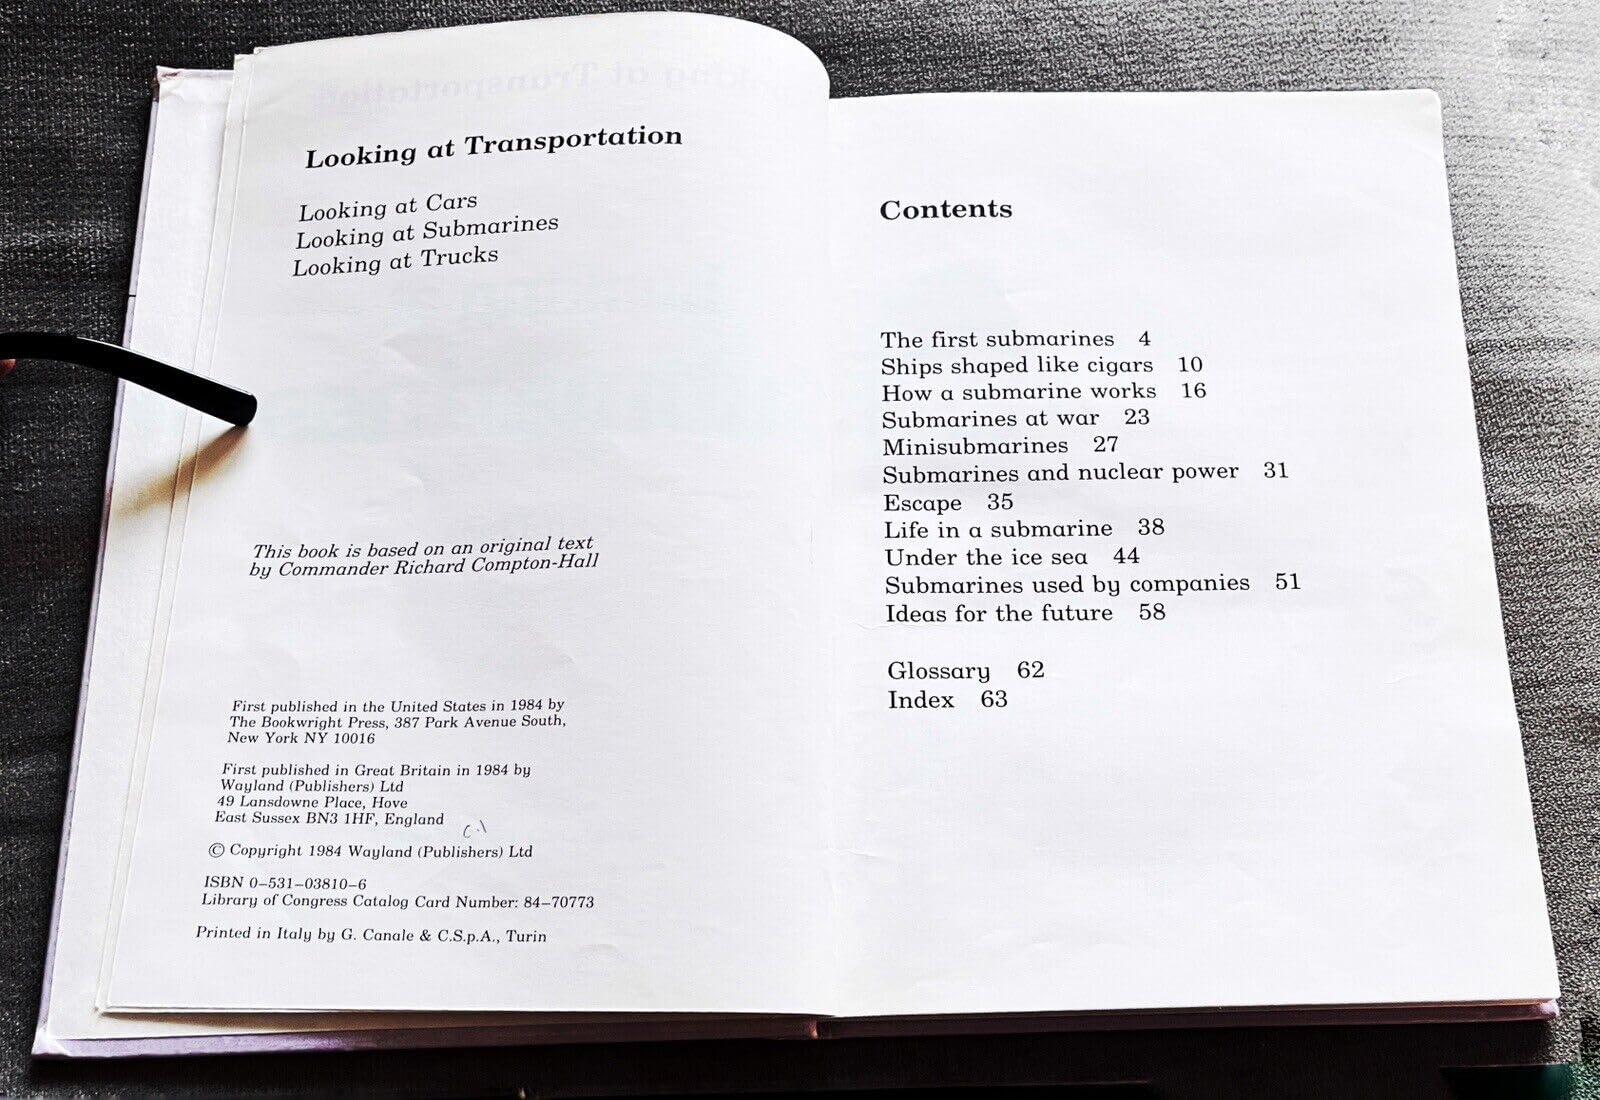 Looking at Transportation
Looking at Cars
Looking at Submarines
Looking at Trucks
This book is based on an original text
by Commander Richard Compton-Hall
First published in the United States in 1984 by
The Bookwright Press, 387 Park Avenue South,
New York NY 10016
First published in Great Britain in 1984 by
Wayland (Publishers) Ltd
49 Lansdowne Place, Hove
East Sussex BN3 1HF, England
c.1
© Copyright 1984 Wayland (Publishers) Ltd
ISBN 0–531–03810–6
Library of Congress Catalog Card Number: 84–70773
Printed in Italy by G. Canale & C.S.p.A., Turin
Contents
The first submarines 4
Ships shaped like cigars 10
How a submarine works 16
Submarines at war 23
Minisubmarines 27
Submarines and nuclear power 31
Escape 35
Life in a submarine 38
Under the ice sea 44
Submarines used by companies 51
Ideas for the future 58
Glossary 62
Index 63